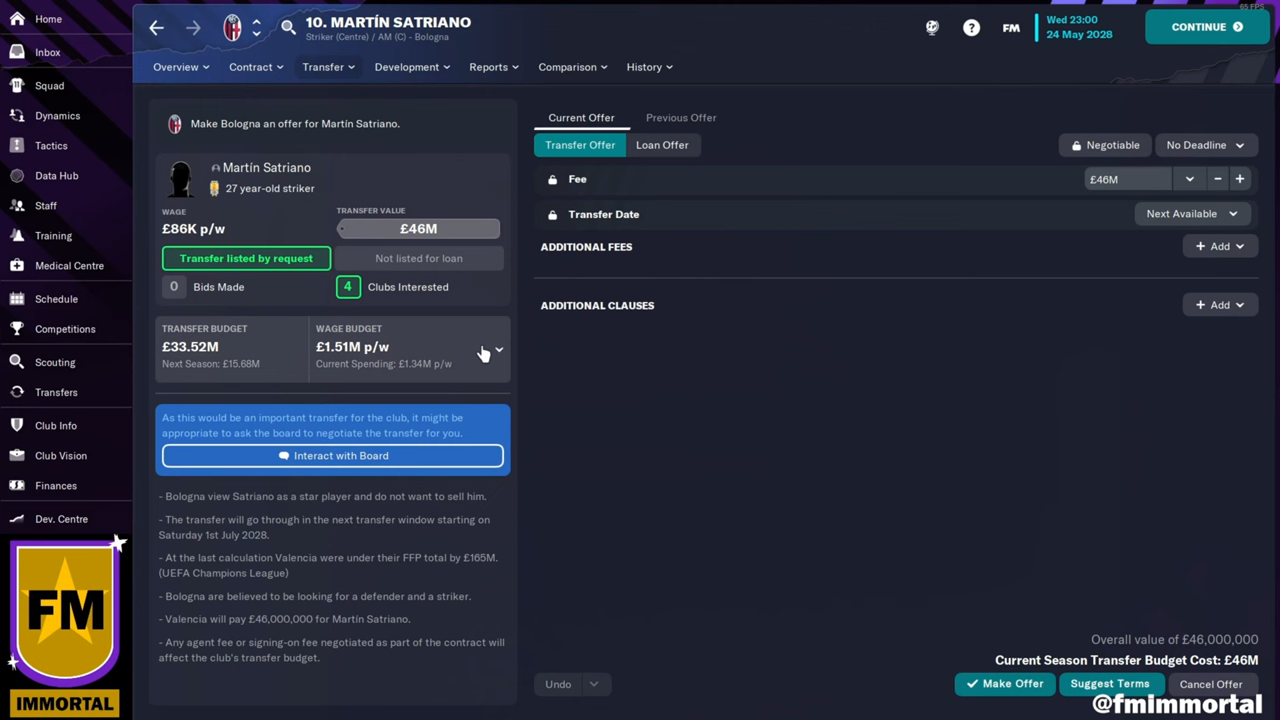 65 FPS
Home
Inbox
Squad
Dynamics
Tactics
Data Hub
Staff
Training
Medical Centre
Schedule
Competitions
Scouting
Transfers
Club Info
Club Vision
Finances
Dev. Centre
FM
IMMORTAL
10. MARTÍN SATRIANO
Striker (Centre) / AM (C) - Bologna
? FM
Wed 23:00
24 May 2028
CONTINUE
Overview Contract Transfer Development Reports Comparison History
Make Bologna an offer for Martín Satriano.
Martín Satriano
27 year-old striker
WAGE
£86K p/w
TRANSFER VALUE
£46M
Transfer listed by request
Not listed for loan
0 Bids Made
4 Clubs Interested
TRANSFER BUDGET
£33.52M
Next Season: £15.68M
WAGE BUDGET
£1.51M p/w
Current Spending: £1.34M p/w
As this would be an important transfer for the club, it might be
appropriate to ask the board to negotiate the transfer for you.
Interact with Board
- Bologna view Satriano as a star player and do not want to sell him.
- The transfer will go through in the next transfer window starting on
Saturday 1st July 2028.
- At the last calculation Valencia were under their FFP total by £165M.
(UEFA Champions League)
- Bologna are believed to be looking for a defender and a striker.
- Valencia will pay £46,000,000 for Martín Satriano.
- Any agent fee or signing-on fee negotiated as part of the contract will
affect the club's transfer budget.
Current Offer Previous Offer
Transfer Offer Loan Offer Negotiable No Deadline
Fee £46M - +
Transfer Date Next Available
ADDITIONAL FEES + Add
ADDITIONAL CLAUSES + Add
Overall value of £46,000,000
Current Season Transfer Budget Cost: £46M
Undo Make Offer Suggest Terms Cancel Offer
@fmimmortal